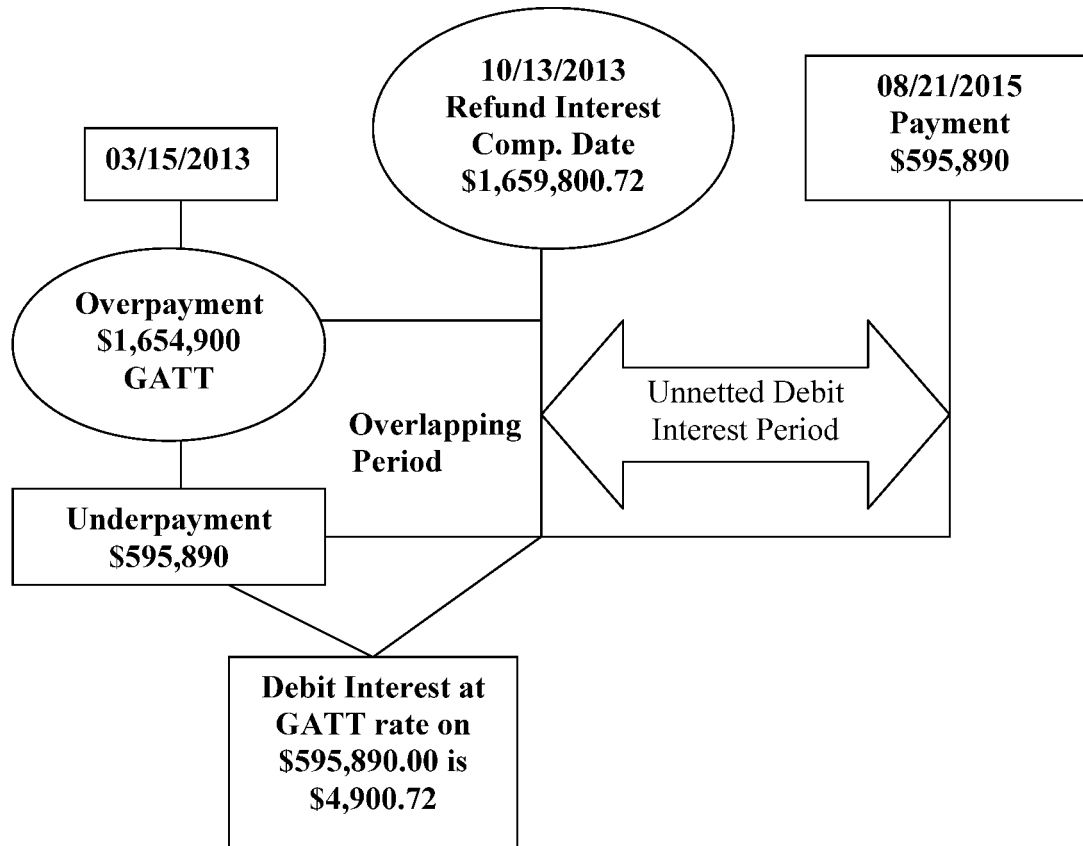 03/15/2013
10/13/2013
Refund Interest
Comp. Date
$1,659,800.72
08/21/2015
Payment
$595,890
Overpayment
$1,654,900
GATT
Overlapping
Period
Unnetted Debit
Interest Period
Underpayment
$595,890
Debit Interest at
GATT rate on
$595,890.00 is
$4,900.72